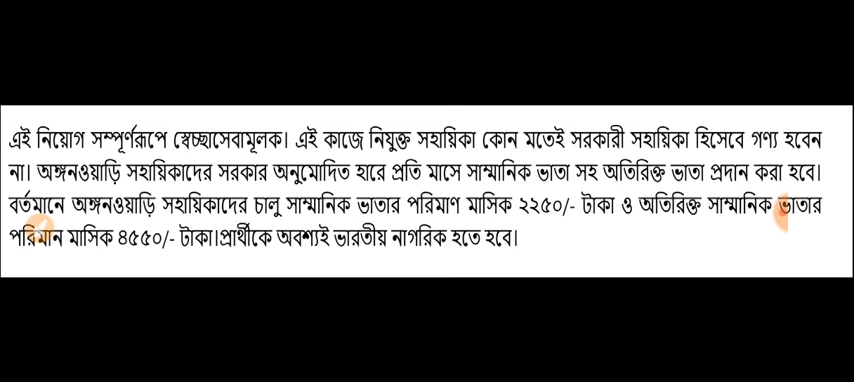 এই নিয়োগ সম্পূর্ণরূপে স্বেচ্ছাসেবামূলক। এই কাজে নিযুক্ত সহায়িকা কোন মতেই সরকারী সহায়িকা হিসেবে গণ্য হবেন
না। অঙ্গনওয়াড়ি সহায়িকাদের সরকার অনুমোদিত হারে প্রতি মাসে সাম্মানিক ভাতা সহ অতিরিক্ত ভাতা প্রদান করা হবে।
বর্তমানে অঙ্গনওয়াড়ি সহায়িকাদের চালু সাম্মানিক ভাতার পরিমাণ মাসিক ২২৫০/- টাকা ও অতিরিক্ত সাম্মানিক ভাতার
পরিমান মাসিক ৪৫৫০/- টাকা।প্রার্থীকে অবশ্যই ভারতীয় নাগরিক হতে হবে।